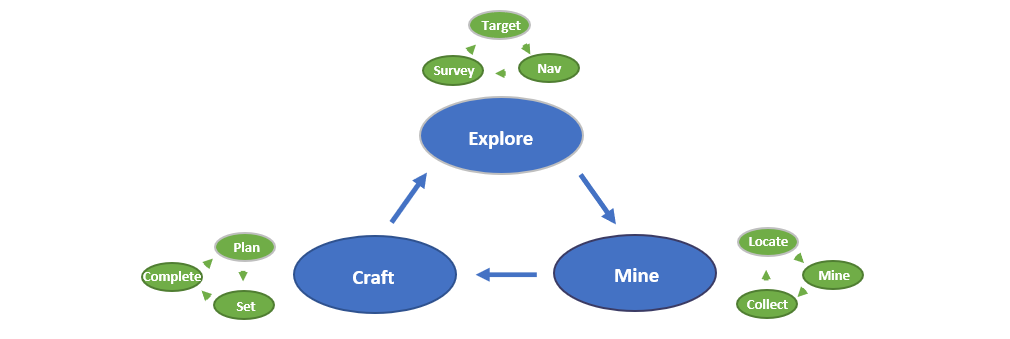 Target
Survey
Nav
Explore
Plan
Complete
Set
Craft
Mine
Locate
Mine
Collect